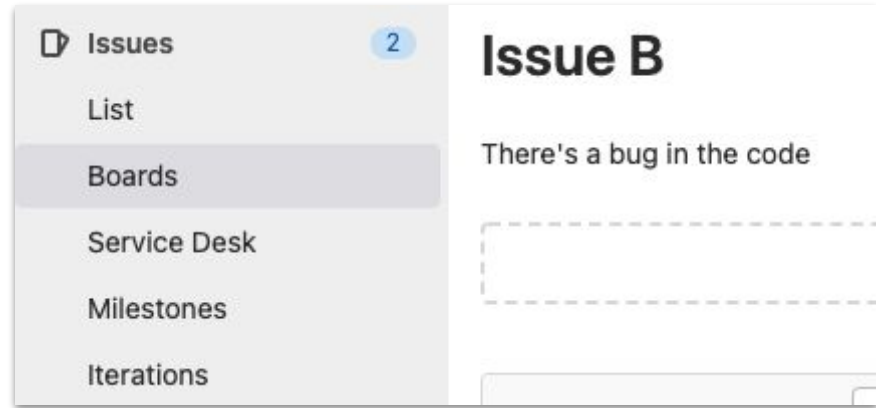 Issues 2
List
Boards
Service Desk
Milestones
Iterations
Issue B
There's a bug in the code